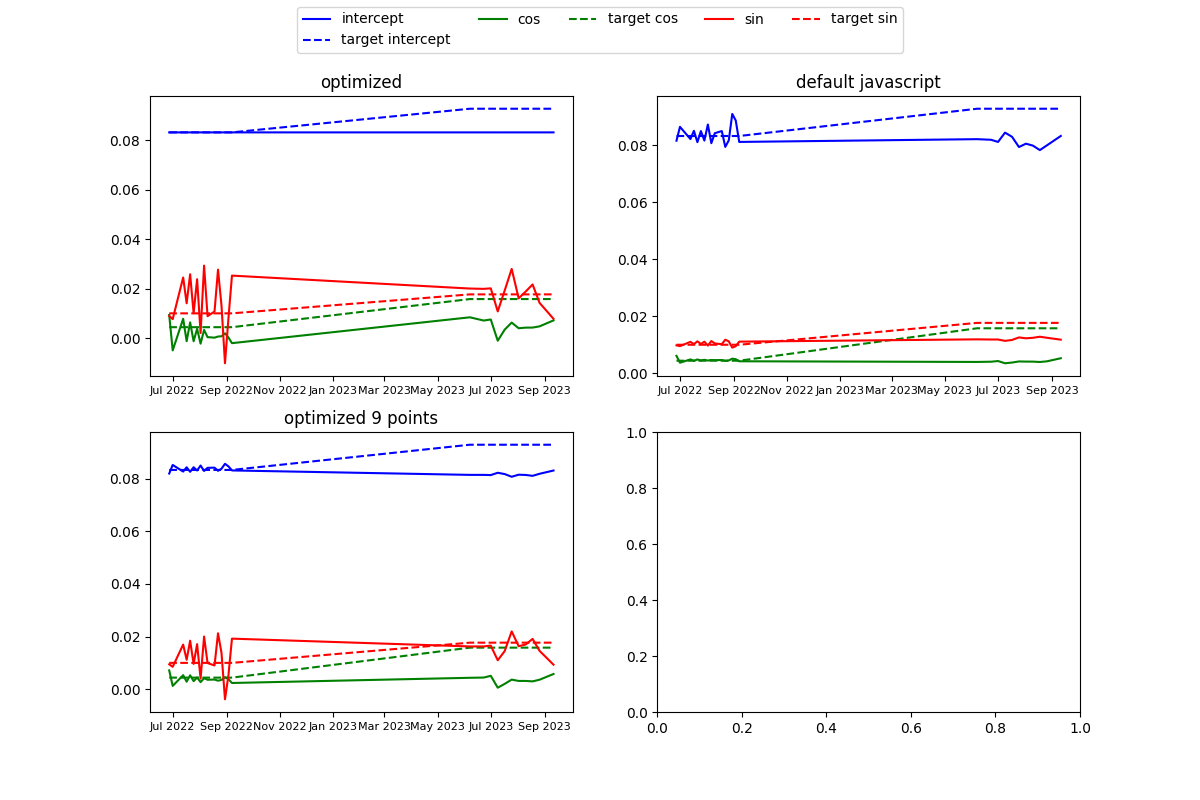 intercept cos target cos sin target sin
target intercept
optimized
0.08
0.06
0.04
0.02
0.00
Jul 2022 Sep 2022 Nov 2022 Jan 2023 Mar 2023 May 2023 Jul 2023 Sep 2023
default javascript
0.08
0.06
0.04
0.02
0.00
Jul 2022 Sep 2022 Nov 2022 Jan 2023 Mar 2023 May 2023 Jul 2023 Sep 2023
optimized 9 points
0.08
0.06
0.04
0.02
0.00
Jul 2022 Sep 2022 Nov 2022 Jan 2023 Mar 2023 May 2023 Jul 2023 Sep 2023
1.0
0.8
0.6
0.4
0.2
0.0
0.0 0.2 0.4 0.6 0.8 1.0